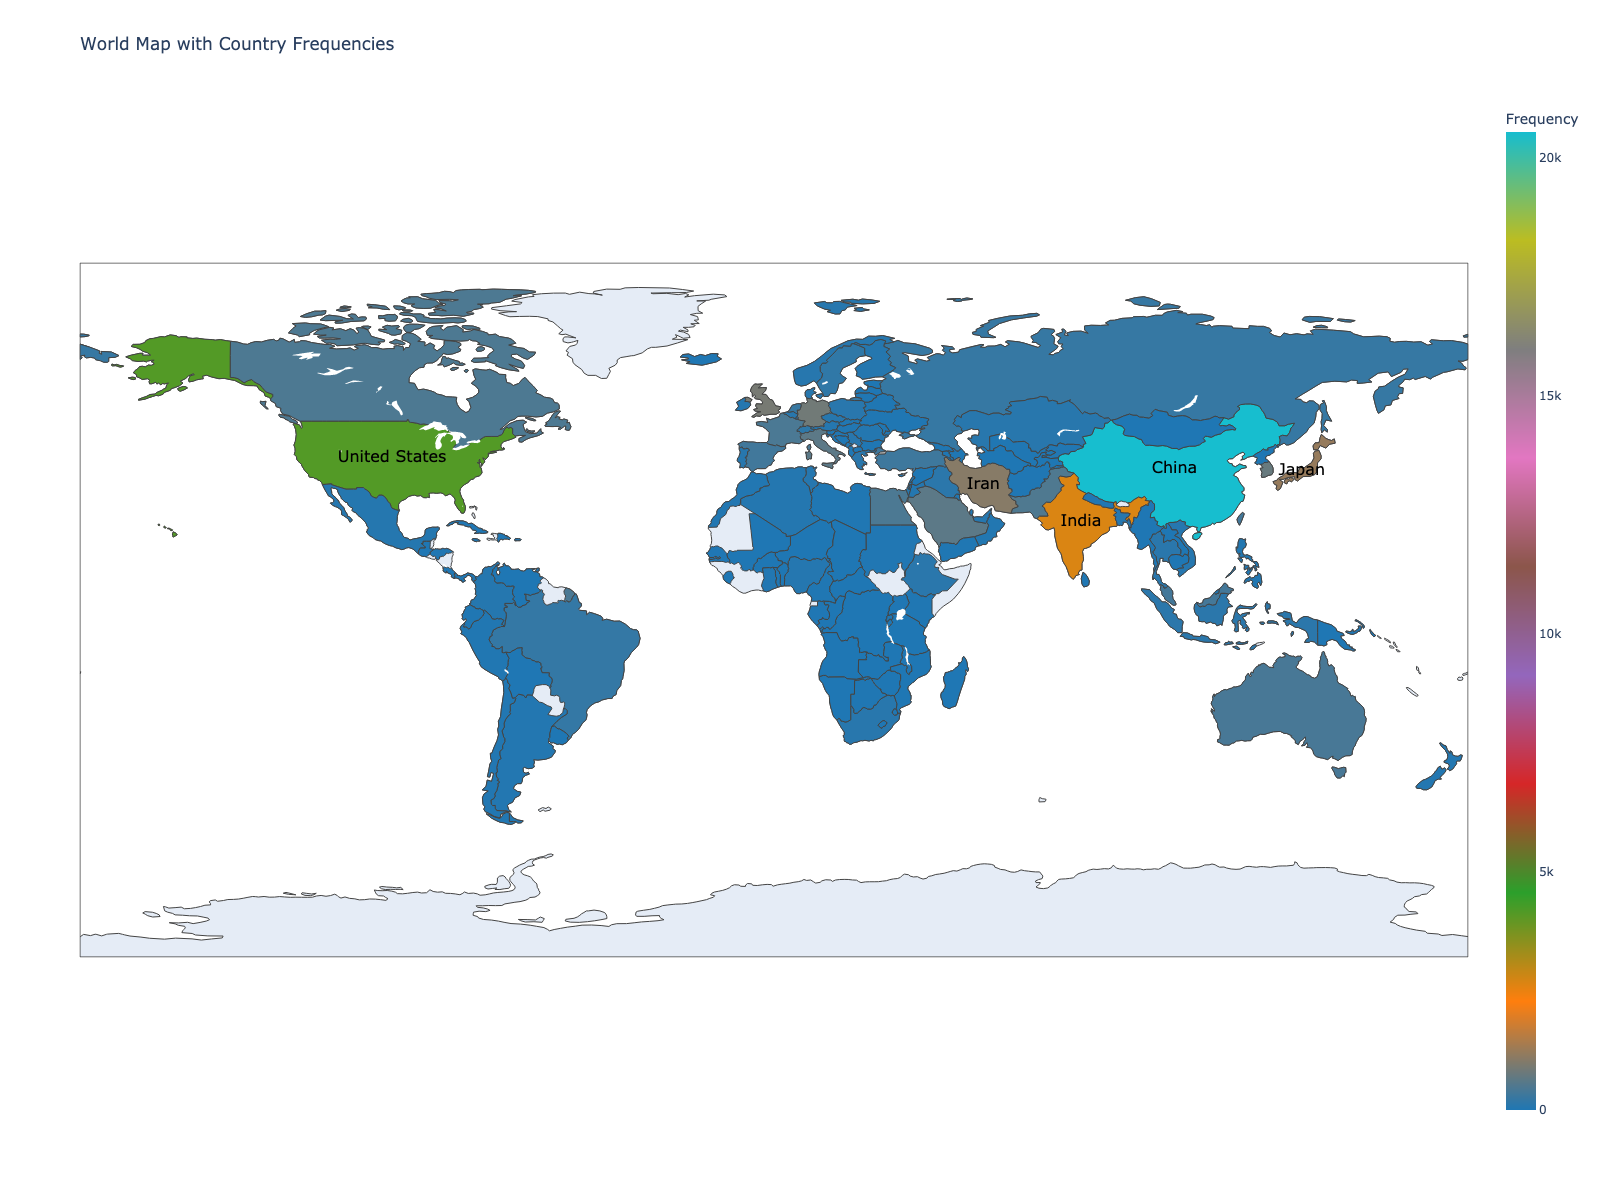 World Map with Country Frequencies
Frequency
20k
15k
10k
5k
0
United States
China
Japan
Iran
India